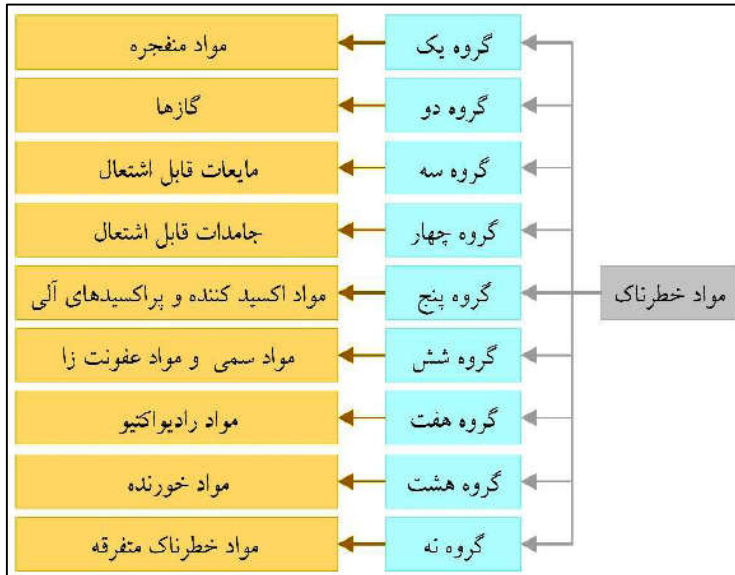 مواد خطرناک
گروه یک
مواد منفجره
گروه دو
گازها
گروه سه
مایعات قابل اشتعال
گروه چهار
جامدات قابل اشتعال
گروه پنج
مواد اکسید کننده و پراکسیدهای آلی
گروه شش
مواد سمی و مواد عفونت زا
گروه هفت
مواد رادیواکتیو
گروه هشت
مواد خورنده
گروه نه
مواد خطرناک متفرقه